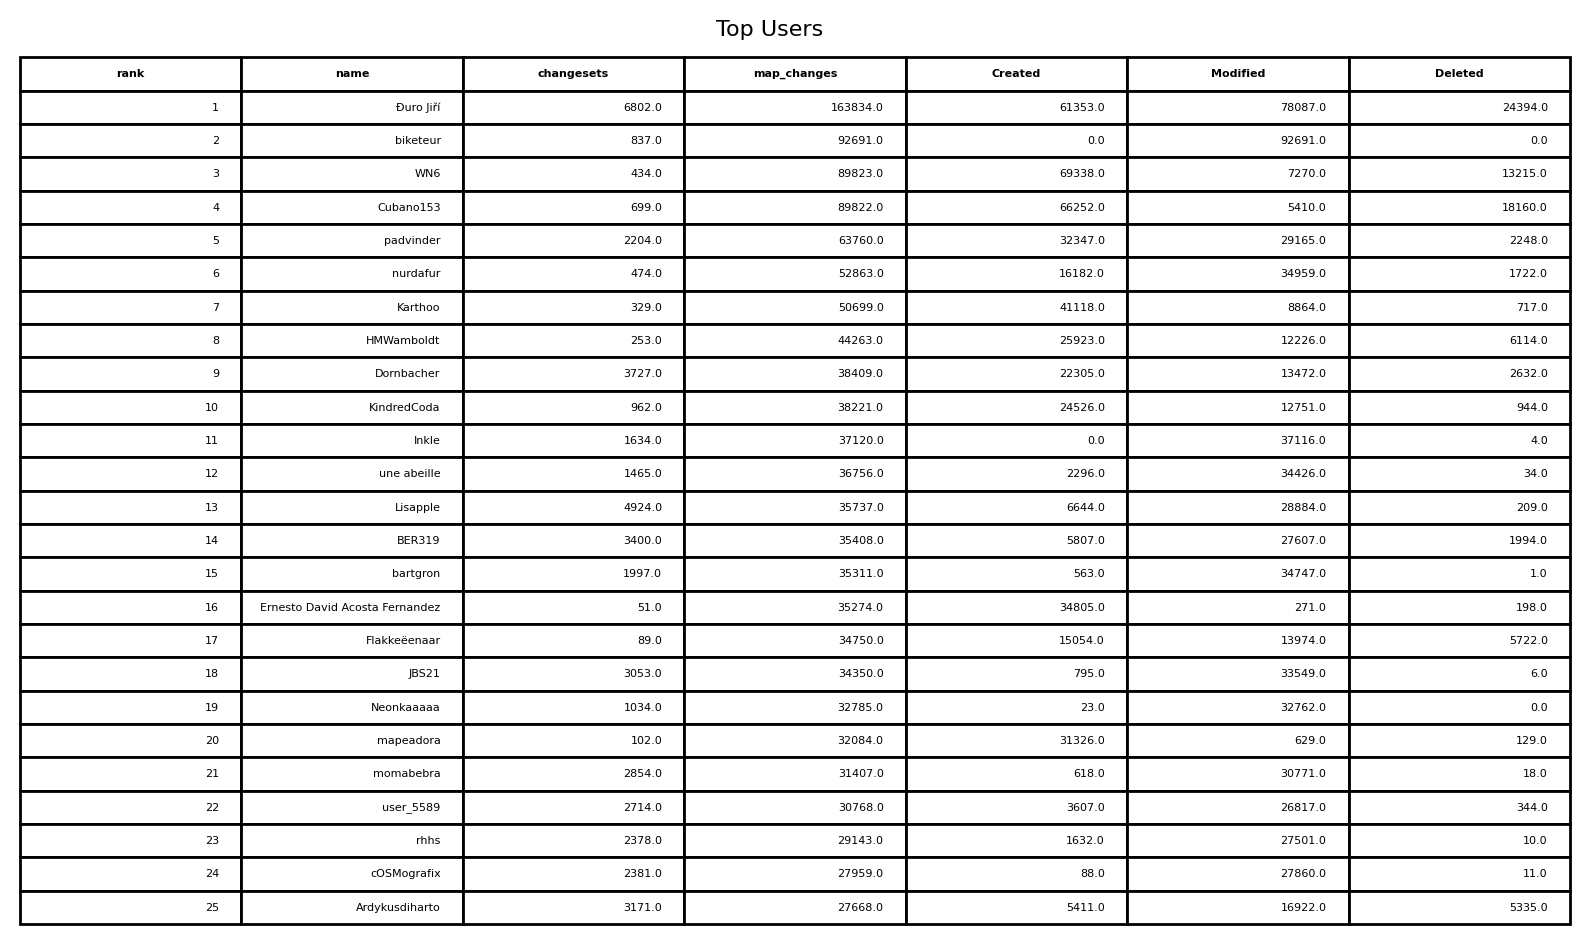 Top Users
rank name changesets map_changes Created Modified Deleted
1 Đuro Jiří 6802.0 163834.0 61353.0 78087.0 24394.0
2 biketeur 837.0 92691.0 0.0 92691.0 0.0
3 WN6 434.0 89823.0 69338.0 7270.0 13215.0
4 Cubano153 699.0 89822.0 66252.0 5410.0 18160.0
5 padvinder 2204.0 63760.0 32347.0 29165.0 2248.0
6 nurdafur 474.0 52863.0 16182.0 34959.0 1722.0
7 Karthoo 329.0 50699.0 41118.0 8864.0 717.0
8 HMWamboldt 253.0 44263.0 25923.0 12226.0 6114.0
9 Dornbacher 3727.0 38409.0 22305.0 13472.0 2632.0
10 KindredCoda 962.0 38221.0 24526.0 12751.0 944.0
11 Inkle 1634.0 37120.0 0.0 37116.0 4.0
12 une abeille 1465.0 36756.0 2296.0 34426.0 34.0
13 Lisapple 4924.0 35737.0 6644.0 28884.0 209.0
14 BER319 3400.0 35408.0 5807.0 27607.0 1994.0
15 bartgron 1997.0 35311.0 563.0 34747.0 1.0
16 Ernesto David Acosta Fernandez 51.0 35274.0 34805.0 271.0 198.0
17 Flakkeëenaar 89.0 34750.0 15054.0 13974.0 5722.0
18 JBS21 3053.0 34350.0 795.0 33549.0 6.0
19 Neonkaaaaa 1034.0 32785.0 23.0 32762.0 0.0
20 mapeadora 102.0 32084.0 31326.0 629.0 129.0
21 momabebra 2854.0 31407.0 618.0 30771.0 18.0
22 user_5589 2714.0 30768.0 3607.0 26817.0 344.0
23 rhhs 2378.0 29143.0 1632.0 27501.0 10.0
24 cOSMografix 2381.0 27959.0 88.0 27860.0 11.0
25 Ardykusdiharto 3171.0 27668.0 5411.0 16922.0 5335.0